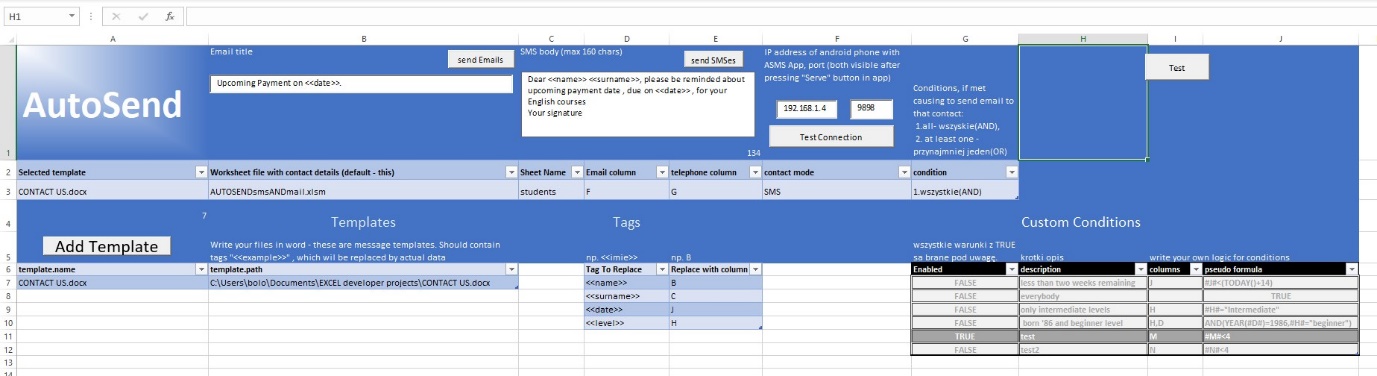 H1
fx
A B C D E F G H I J
1
AutoSend
Email title
send Emails
Upcoming Payment on <<date>>.
SMS body (max 160 chars)
send SMSes
Dear <<name>> <<surname>>, please be reminded about
upcoming payment date , due on <<date>> , for your
English courses
Your signature
134
IP address of android phone with
ASMS App, port (both visible after
pressing "Serve" button in app)
192.168.1.4 9898
Test Connection
Conditions, if met
causing to send email to
that contact:
1.all- wszyskie(AND),
2. at least one -
przynajmniej jeden(OR)
Test
2 Selected template Worksheet file with contact details (default - this) Sheet Name Email column telephone column contact mode condition
3 CONTACT US.docx AUTOSENDsmsANDmail.xlsm students F G SMS 1.wszystkie(AND)
4 7 Templates Tags Custom Conditions
5 Add Template
Write your files in word - these are message templates. Should contain
tags "<<example>>" , which wil be replaced by actual data
np. <<imie>> np. B
wszystkie warunki z TRUE
sa brane pod uwagę.
krotki opis write your own logic for conditions
6 template.name template.path Tag To Replace Replace with column Enabled description columns pseudo formula
7 CONTACT US.docx C:\Users\bolo\Documents\EXCEL developer projects\CONTACT US.docx <<name>> B FALSE less than two weeks remaining J #J#<(TODAY()+14)
8 <<surname>> C FALSE everybody TRUE
9 <<date>> J FALSE only intermediate levels H #H#="Intermediate"
10 <<level>> H FALSE born '86 and beginner level H,D AND(YEAR(#D#)=1986,#H#="beginner")
11 TRUE test M #M#<4
12 FALSE test2 N #N#<4
13
14